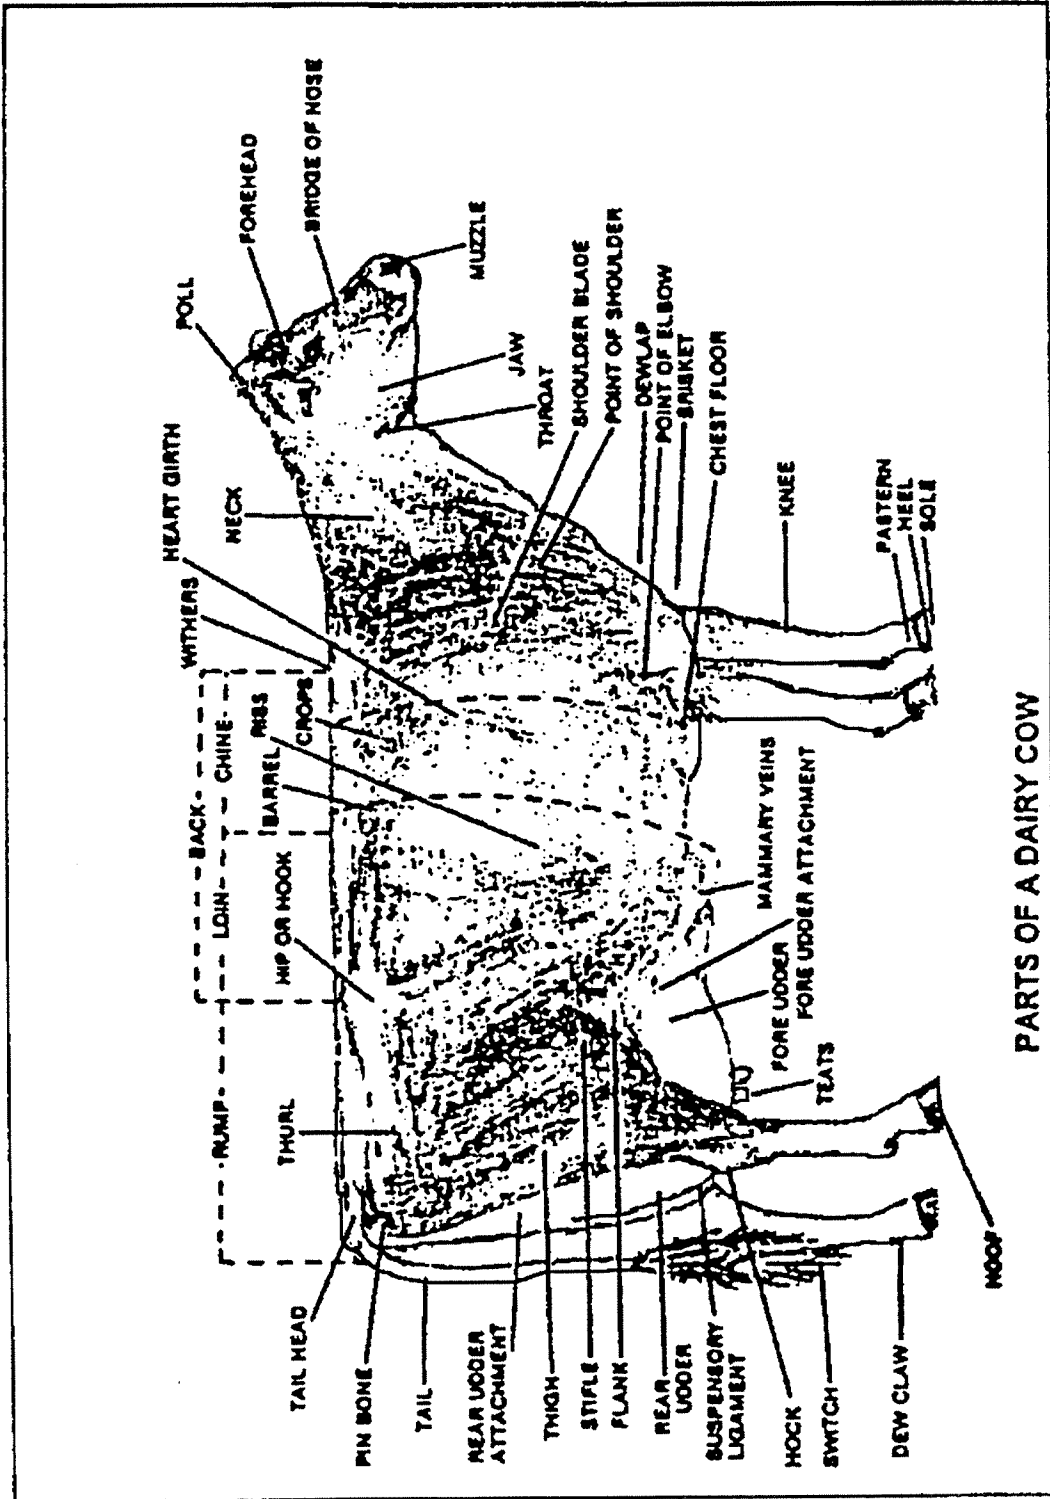 RUMP
BACK
LOIN
CHINE
WITHERS
HEART GIRTH
POLL
FOREHEAD
BRIDGE OF NOSE
MUZZLE
TAIL HEAD
THURL
HIP OR HOOK
BARREL
RIBS
CROPS
NECK
JAW
THROAT
SHOULDER BLADE
POINT OF SHOULDER
DEWLAP
POINT OF ELBOW
BRISKET
CHEST FLOOR
KNEE
PASTERN
HEEL
SOLE
PIN BONE
TAIL
REAR UDDER
ATTACHMENT
THIGH
STIFLE
FLANK
REAR
UDDER
SUSPENSORY
LIGAMENT
HOCK
SWITCH
DEW CLAW
HOOF
TEATS
FORE UDDER
FORE UDDER ATTACHMENT
MAMMARY VEINS
PARTS OF A DAIRY COW